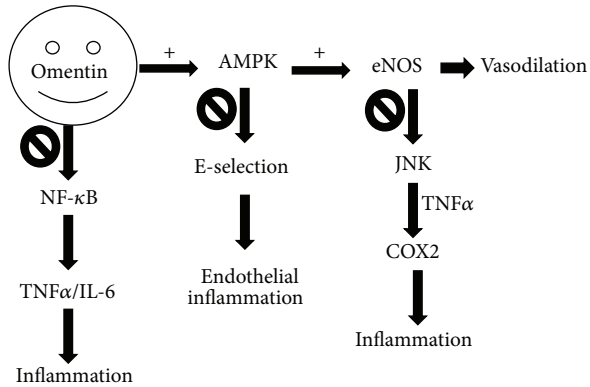 +
+
Omentin
AMPK
eNOS
Vasodilation
E-selection
JNK
NF-κB
TNFα
COX2
Endothelial
inflammation
TNFα/IL-6
Inflammation
Inflammation